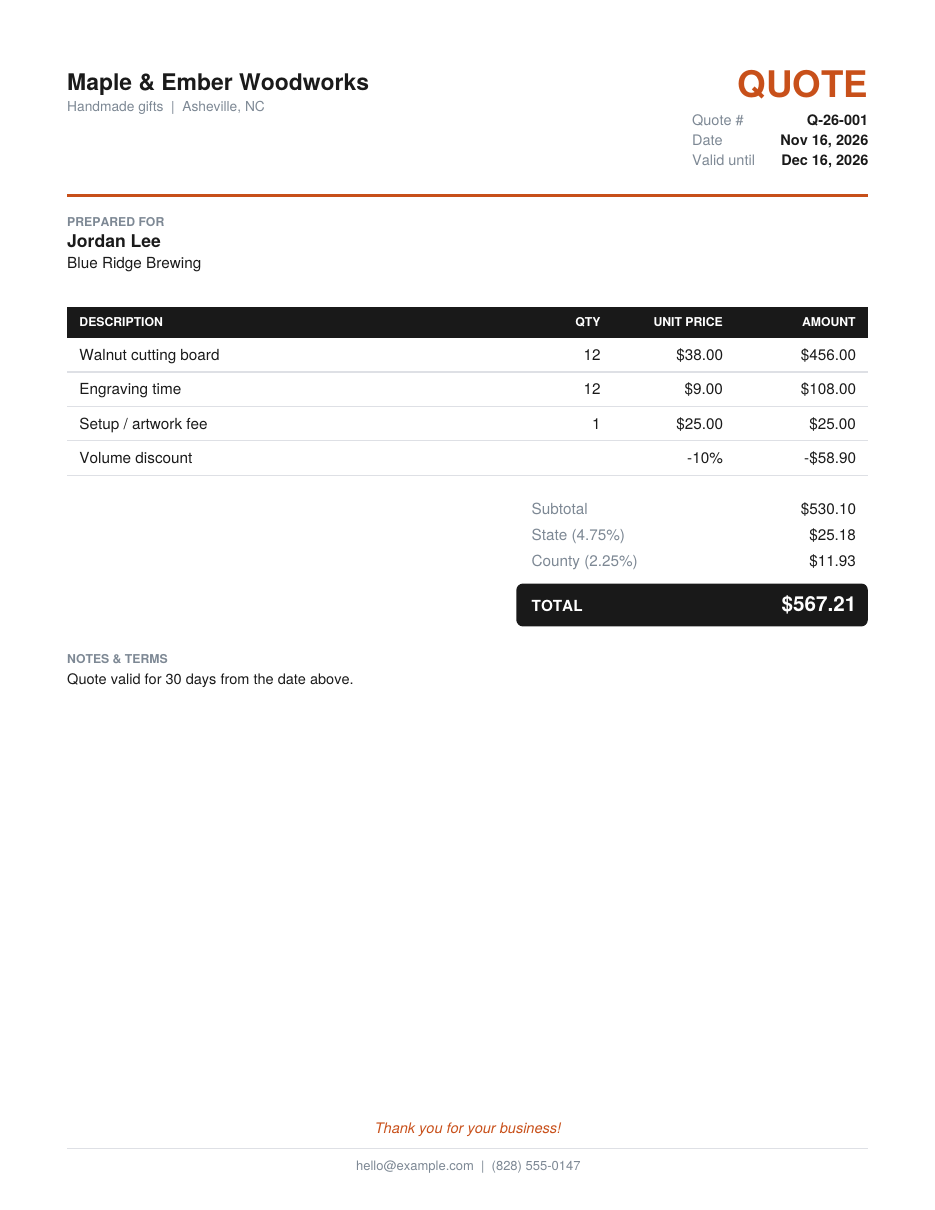 Maple & Ember Woodworks
Handmade gifts | Asheville, NC
QUOTE
Quote # Q-26-001
Date Nov 16, 2026
Valid until Dec 16, 2026
PREPARED FOR
Jordan Lee
Blue Ridge Brewing
DESCRIPTION QTY UNIT PRICE AMOUNT
Walnut cutting board 12 $38.00 $456.00
Engraving time 12 $9.00 $108.00
Setup / artwork fee 1 $25.00 $25.00
Volume discount -10% -$58.90
Subtotal $530.10
State (4.75%) $25.18
County (2.25%) $11.93
TOTAL $567.21
NOTES & TERMS
Quote valid for 30 days from the date above.
Thank you for your business!
hello@example.com | (828) 555-0147